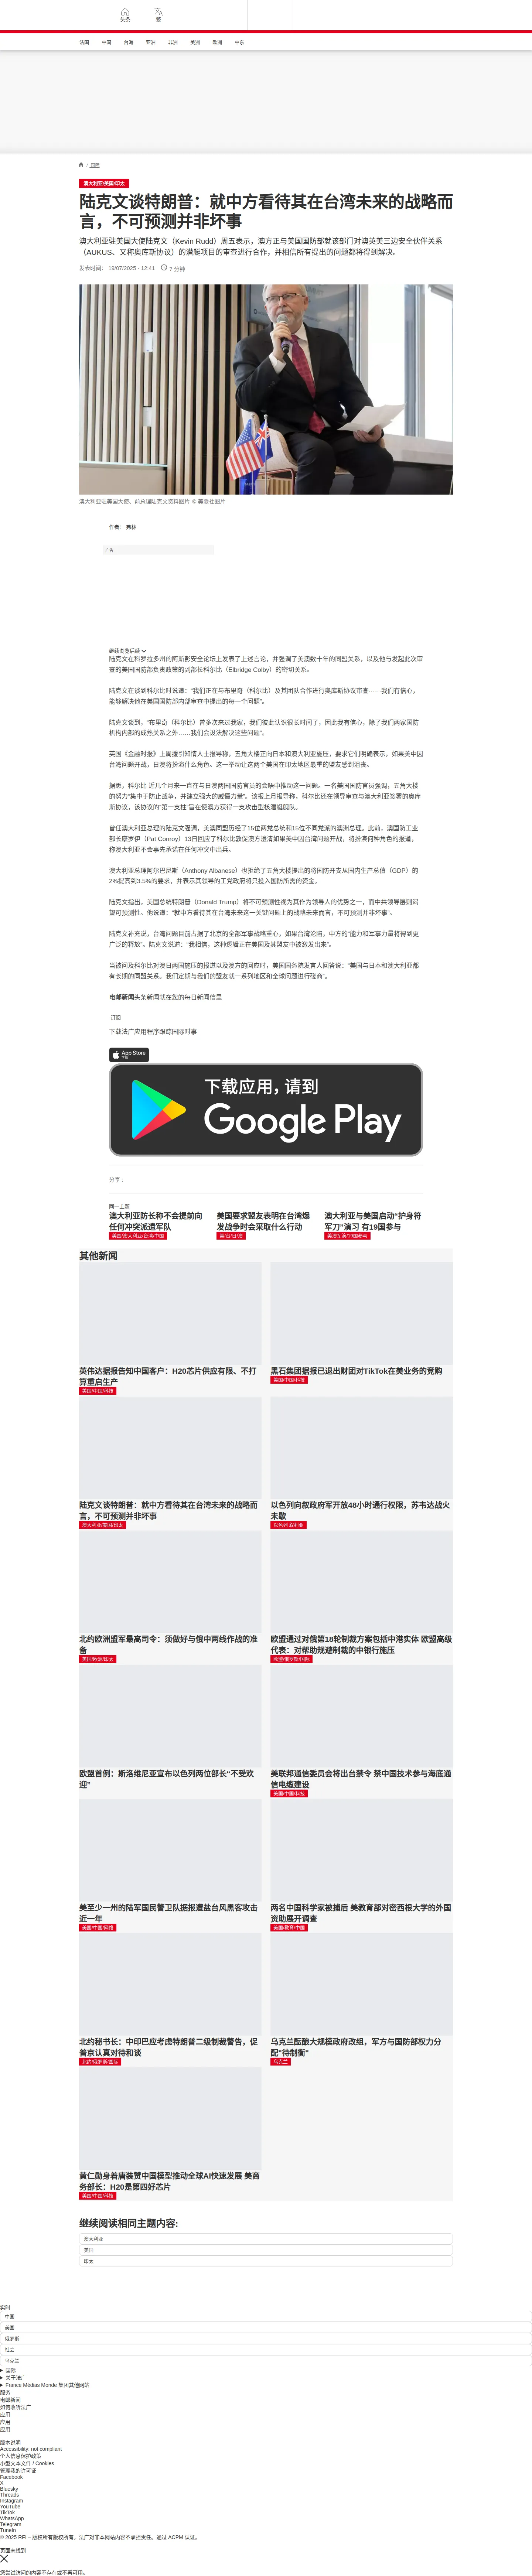 头条
繁
法国 中国 台海 亚洲 非洲 美洲 欧洲 中东
/ 国际
澳大利亚/美国/印太
陆克文谈特朗普：就中方看待其在台湾未来的战略而
言，不可预测并非坏事
澳大利亚驻美国大使陆克文（Kevin Rudd）周五表示，澳方正与美国国防部就该部门对澳英美三边安全伙伴关系
（AUKUS、又称奥库斯协议）的潜艇项目的审查进行合作，并相信所有提出的问题都将得到解决。
发表时间： 19/07/2025 - 12:41 7 分钟
澳大利亚驻美国大使、前总理陆克文资料图片 © 美联社图片
作者： 弗林
广告
继续浏览后续
陆克文在科罗拉多州的阿斯彭安全论坛上发表了上述言论，并强调了美澳数十年的同盟关系，以及他与发起此次审
查的美国国防部负责政策的副部长科尔比（Elbridge Colby）的密切关系。
陆克文在谈到科尔比时说道：“我们正在与布里奇（科尔比）及其团队合作进行奥库斯协议审查······我们有信心，
能够解决他在美国国防部内部审查中提出的每一个问题”。
陆克文谈到，“布里奇（科尔比）曾多次来过我家，我们彼此认识很长时间了，因此我有信心，除了我们两家国防
机构内部的成熟关系之外……我们会设法解决这些问题”。
英国《金融时报》上周援引知情人士报导称，五角大楼正向日本和澳大利亚施压，要求它们明确表示，如果美中因
台湾问题开战，日澳将扮演什么角色。这一举动让这两个美国在印太地区最重的盟友感到沮丧。
据悉，科尔比 近几个月来一直在与日澳两国国防官员的会晤中推动这一问题。一名美国国防官员强调，五角大楼
的努力“集中于防止战争，并建立强大的威慑力量”。该报上月报导称，科尔比还在领导审查与澳大利亚签署的奥库
斯协议，该协议的“第一支柱”旨在使澳方获得一支攻击型核潜艇舰队。
曾任澳大利亚总理的陆克文强调，美澳同盟历经了15位两党总统和15位不同党派的澳洲总理。此前，澳国防工业
部长康罗伊（Pat Conroy）13日回应了科尔比敦促澳方澄清如果美中因台湾问题开战，将扮演何种角色的报道，
称澳大利亚不会事先承诺在任何冲突中出兵。
澳大利亚总理阿尔巴尼斯（Anthony Albanese）也拒绝了五角大楼提出的将国防开支从国内生产总值（GDP）的
2%提高到3.5%的要求，并表示其领导的工党政府将只投入国防所需的资金。
陆克文指出，美国总统特朗普（Donald Trump）将不可预测性视为其作为领导人的优势之一，而中共领导层则渴
望可预测性。他说道：“就中方看待其在台湾未来这一关键问题上的战略未来而言，不可预测并非坏事”。
陆克文补充说，台湾问题目前占据了北京的全部军事战略重心，如果台湾沦陷，中方的“能力和军事力量将得到更
广泛的释放”。陆克文说道：“我相信，这种逻辑正在美国及其盟友中被激发出来”。
当被问及科尔比对澳日两国施压的报道以及澳方的回应时，美国国务院发言人回答说：“美国与日本和澳大利亚都
有长期的同盟关系。我们定期与我们的盟友就一系列地区和全球问题进行磋商”。
电邮新闻头条新闻就在您的每日新闻信里
订阅
下载法广应用程序跟踪国际时事
App Store
下载
下载应用，请到
Google Play
分享 :
同一主题
澳大利亚防长称不会提前向
任何冲突派遣军队
美国/澳大利亚/台湾/中国
美国要求盟友表明在台湾爆
发战争时会采取什么行动
美/台/日/澳
澳大利亚与美国启动“护身符
军刀”演习 有19国参与
美澳军演/19国参与
其他新闻
英伟达据报告知中国客户：H20芯片供应有限、不打
算重启生产
美国/中国/科技
黑石集团据报已退出财团对TikTok在美业务的竞购
美国/中国/科技
陆克文谈特朗普：就中方看待其在台湾未来的战略而
言，不可预测并非坏事
澳大利亚/美国/印太
以色列向叙政府军开放48小时通行权限，苏韦达战火
未歇
以色列 叙利亚
北约欧洲盟军最高司令：须做好与俄中两线作战的准
备
美国/欧洲/印太
欧盟通过对俄第18轮制裁方案包括中港实体 欧盟高级
代表：对帮助规避制裁的中银行施压
欧盟/俄罗斯/国际
欧盟首例：斯洛维尼亚宣布以色列两位部长“不受欢
迎”
美联邦通信委员会将出台禁令 禁中国技术参与海底通
信电缆建设
美国/中国/科技
美至少一州的陆军国民警卫队据报遭盐台风黑客攻击
近一年
美国/中国/网络
两名中国科学家被捕后 美教育部对密西根大学的外国
资助展开调查
美国/教育/中国
北约秘书长：中印巴应考虑特朗普二级制裁警告，促
普京认真对待和谈
北约/俄罗斯/国际
乌克兰酝酿大规模政府改组，军方与国防部权力分
配“待制衡”
乌克兰
黄仁勋身着唐装赞中国模型推动全球AI快速发展 美商
务部长：H20是第四好芯片
美国/中国/科技
继续阅读相同主题内容:
澳大利亚
美国
印太
实时
中国
美国
俄罗斯
社会
乌克兰
国际
关于法广
France Médias Monde 集团其他网站
服务
电邮新闻
如何收听法广
应用
应用
应用
版本说明
Accessibility: not compliant
个人信息保护政策
小型文本文件 / Cookies
管理我的许可证
Facebook
X
Bluesky
Threads
Instagram
YouTube
TikTok
WhatsApp
Telegram
TuneIn
© 2025 RFI – 版权所有版权所有。法广对非本网站内容不承担责任。通过 ACPM 认证。
页面未找到
您尝试访问的内容不存在或不再可用。